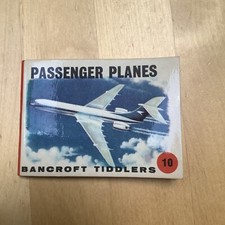 PASSENGER PLANES
10
BANCROFT TIDDLERS